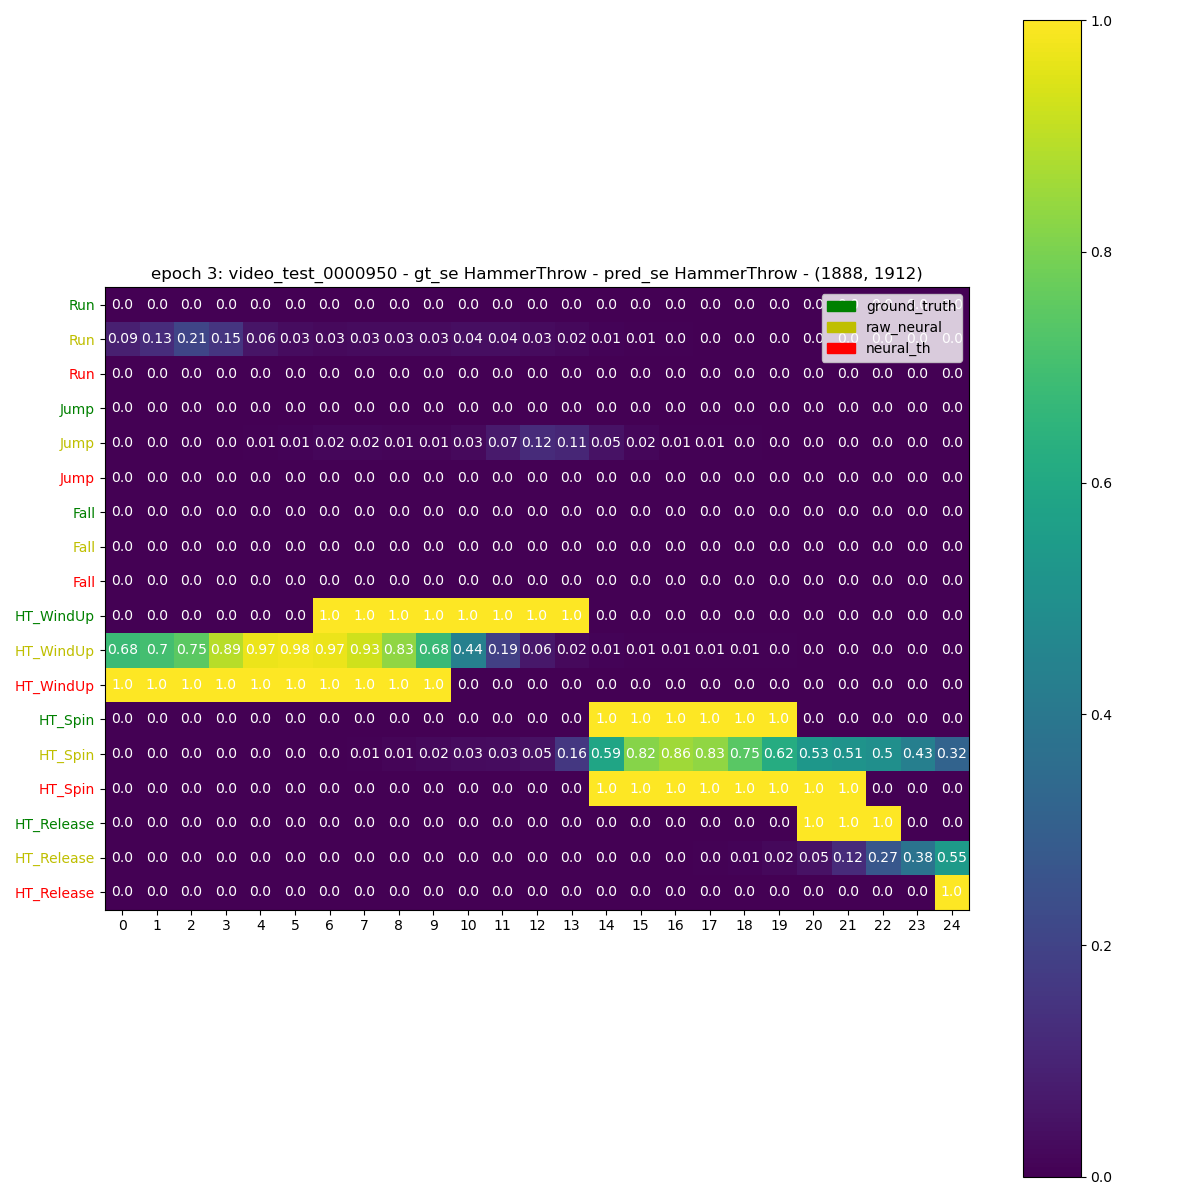 epoch 3: video_test_0000950 - gt_se HammerThrow - pred_se HammerThrow - (1888, 1912)
ground_truth
raw_neural
neural_th
Run 0.0 0.0 0.0 0.0 0.0 0.0 0.0 0.0 0.0 0.0 0.0 0.0 0.0 0.0 0.0 0.0 0.0 0.0 0.0 0.0 0.0 0.0 0.0 0.0 0.0
Run 0.09 0.13 0.21 0.15 0.06 0.03 0.03 0.03 0.03 0.03 0.04 0.04 0.03 0.02 0.01 0.01 0.0 0.0 0.0 0.0 0.0 0.0 0.0 0.0 0.0
Run 0.0 0.0 0.0 0.0 0.0 0.0 0.0 0.0 0.0 0.0 0.0 0.0 0.0 0.0 0.0 0.0 0.0 0.0 0.0 0.0 0.0 0.0 0.0 0.0 0.0
Jump 0.0 0.0 0.0 0.0 0.0 0.0 0.0 0.0 0.0 0.0 0.0 0.0 0.0 0.0 0.0 0.0 0.0 0.0 0.0 0.0 0.0 0.0 0.0 0.0 0.0
Jump 0.0 0.0 0.0 0.0 0.01 0.01 0.02 0.02 0.01 0.01 0.03 0.07 0.12 0.11 0.05 0.02 0.01 0.01 0.0 0.0 0.0 0.0 0.0 0.0 0.0
Jump 0.0 0.0 0.0 0.0 0.0 0.0 0.0 0.0 0.0 0.0 0.0 0.0 0.0 0.0 0.0 0.0 0.0 0.0 0.0 0.0 0.0 0.0 0.0 0.0 0.0
Fall 0.0 0.0 0.0 0.0 0.0 0.0 0.0 0.0 0.0 0.0 0.0 0.0 0.0 0.0 0.0 0.0 0.0 0.0 0.0 0.0 0.0 0.0 0.0 0.0 0.0
Fall 0.0 0.0 0.0 0.0 0.0 0.0 0.0 0.0 0.0 0.0 0.0 0.0 0.0 0.0 0.0 0.0 0.0 0.0 0.0 0.0 0.0 0.0 0.0 0.0 0.0
Fall 0.0 0.0 0.0 0.0 0.0 0.0 0.0 0.0 0.0 0.0 0.0 0.0 0.0 0.0 0.0 0.0 0.0 0.0 0.0 0.0 0.0 0.0 0.0 0.0 0.0
HT_WindUp 0.0 0.0 0.0 0.0 0.0 0.0 1.0 1.0 1.0 1.0 1.0 1.0 1.0 1.0 0.0 0.0 0.0 0.0 0.0 0.0 0.0 0.0 0.0 0.0 0.0
HT_WindUp 0.68 0.7 0.75 0.89 0.97 0.98 0.97 0.93 0.83 0.68 0.44 0.19 0.06 0.02 0.01 0.01 0.01 0.01 0.01 0.0 0.0 0.0 0.0 0.0 0.0
HT_WindUp 1.0 1.0 1.0 1.0 1.0 1.0 1.0 1.0 1.0 1.0 0.0 0.0 0.0 0.0 0.0 0.0 0.0 0.0 0.0 0.0 0.0 0.0 0.0 0.0 0.0
HT_Spin 0.0 0.0 0.0 0.0 0.0 0.0 0.0 0.0 0.0 0.0 0.0 0.0 0.0 0.0 1.0 1.0 1.0 1.0 1.0 1.0 0.0 0.0 0.0 0.0 0.0
HT_Spin 0.0 0.0 0.0 0.0 0.0 0.0 0.0 0.01 0.01 0.02 0.03 0.03 0.05 0.16 0.59 0.82 0.86 0.83 0.75 0.62 0.53 0.51 0.5 0.43 0.32
HT_Spin 0.0 0.0 0.0 0.0 0.0 0.0 0.0 0.0 0.0 0.0 0.0 0.0 0.0 0.0 1.0 1.0 1.0 1.0 1.0 1.0 1.0 1.0 0.0 0.0 0.0
HT_Release 0.0 0.0 0.0 0.0 0.0 0.0 0.0 0.0 0.0 0.0 0.0 0.0 0.0 0.0 0.0 0.0 0.0 0.0 0.0 0.0 1.0 1.0 1.0 0.0 0.0
HT_Release 0.0 0.0 0.0 0.0 0.0 0.0 0.0 0.0 0.0 0.0 0.0 0.0 0.0 0.0 0.0 0.0 0.0 0.0 0.01 0.02 0.05 0.12 0.27 0.38 0.55
HT_Release 0.0 0.0 0.0 0.0 0.0 0.0 0.0 0.0 0.0 0.0 0.0 0.0 0.0 0.0 0.0 0.0 0.0 0.0 0.0 0.0 0.0 0.0 0.0 0.0 1.0
0 1 2 3 4 5 6 7 8 9 10 11 12 13 14 15 16 17 18 19 20 21 22 23 24
1.0
0.8
0.6
0.4
0.2
0.0